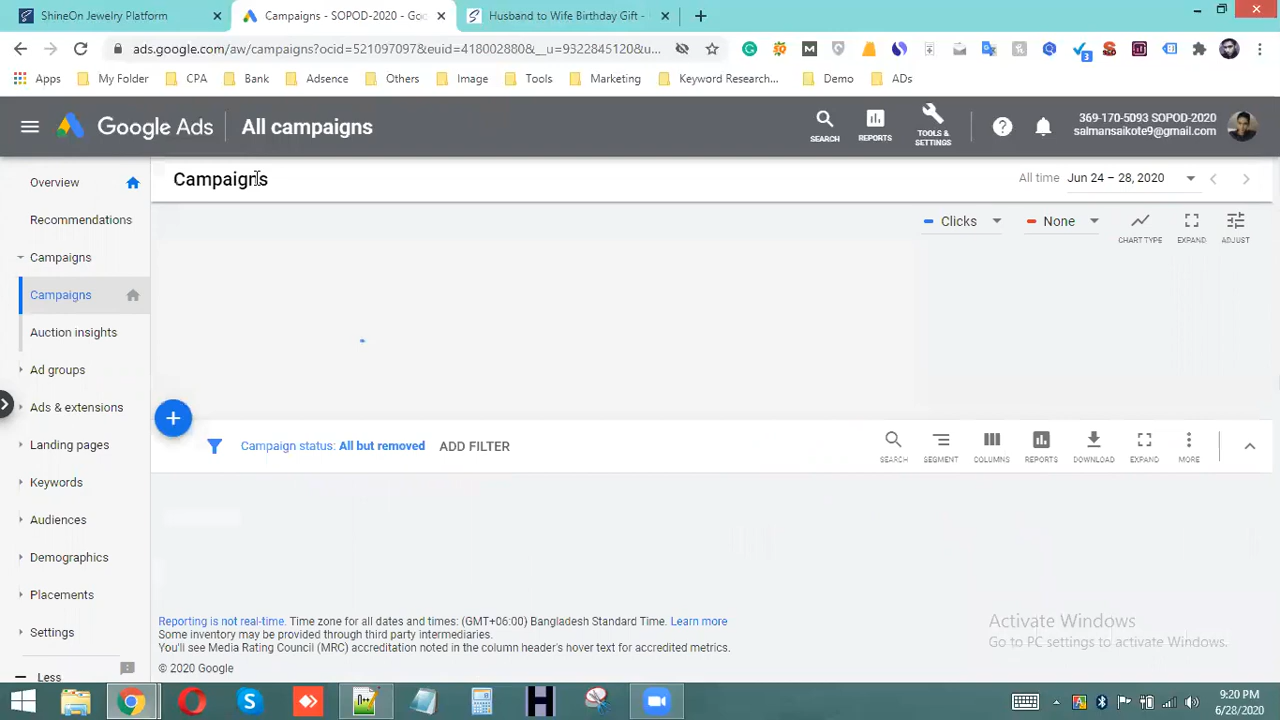 ShineOn Jewelry Platform
Campaigns - SOPOD-2020 - Goo
Husband to Wife Birthday Gift -
ads.google.com/aw/campaigns?ocid=521097097&euid=418002880&__u=9322845120&u...
3
Apps
My Folder
CPA
Bank
Adsence
Others
Image
Tools
Marketing
Keyword Research...
Demo
ADs
Google Ads
All campaigns
SEARCH
REPORTS
TOOLS & SETTINGS
369-170-5093 SOPOD-2020
salmansaikote9@gmail.com
Overview
Recommendations
Campaigns
Campaigns
Auction insights
Ad groups
Ads & extensions
Landing pages
Keywords
Audiences
Demographics
Placements
Settings
Less
Campaigns
All time
Jun 24 – 28, 2020
Clicks
None
CHART TYPE
EXPAND
ADJUST
Campaign status: All but removed
ADD FILTER
SEARCH
SEGMENT
COLUMNS
REPORTS
DOWNLOAD
EXPAND
MORE
Reporting is not real-time. Time zone for all dates and times: (GMT+06:00) Bangladesh Standard Time. Learn more
Some inventory may be provided through third party intermediaries.
You'll see Media Rating Council (MRC) accreditation noted in the column header's hover text for accredited metrics.
© 2020 Google
Activate Windows
Go to PC settings to activate Windows.
9:20 PM
6/28/2020